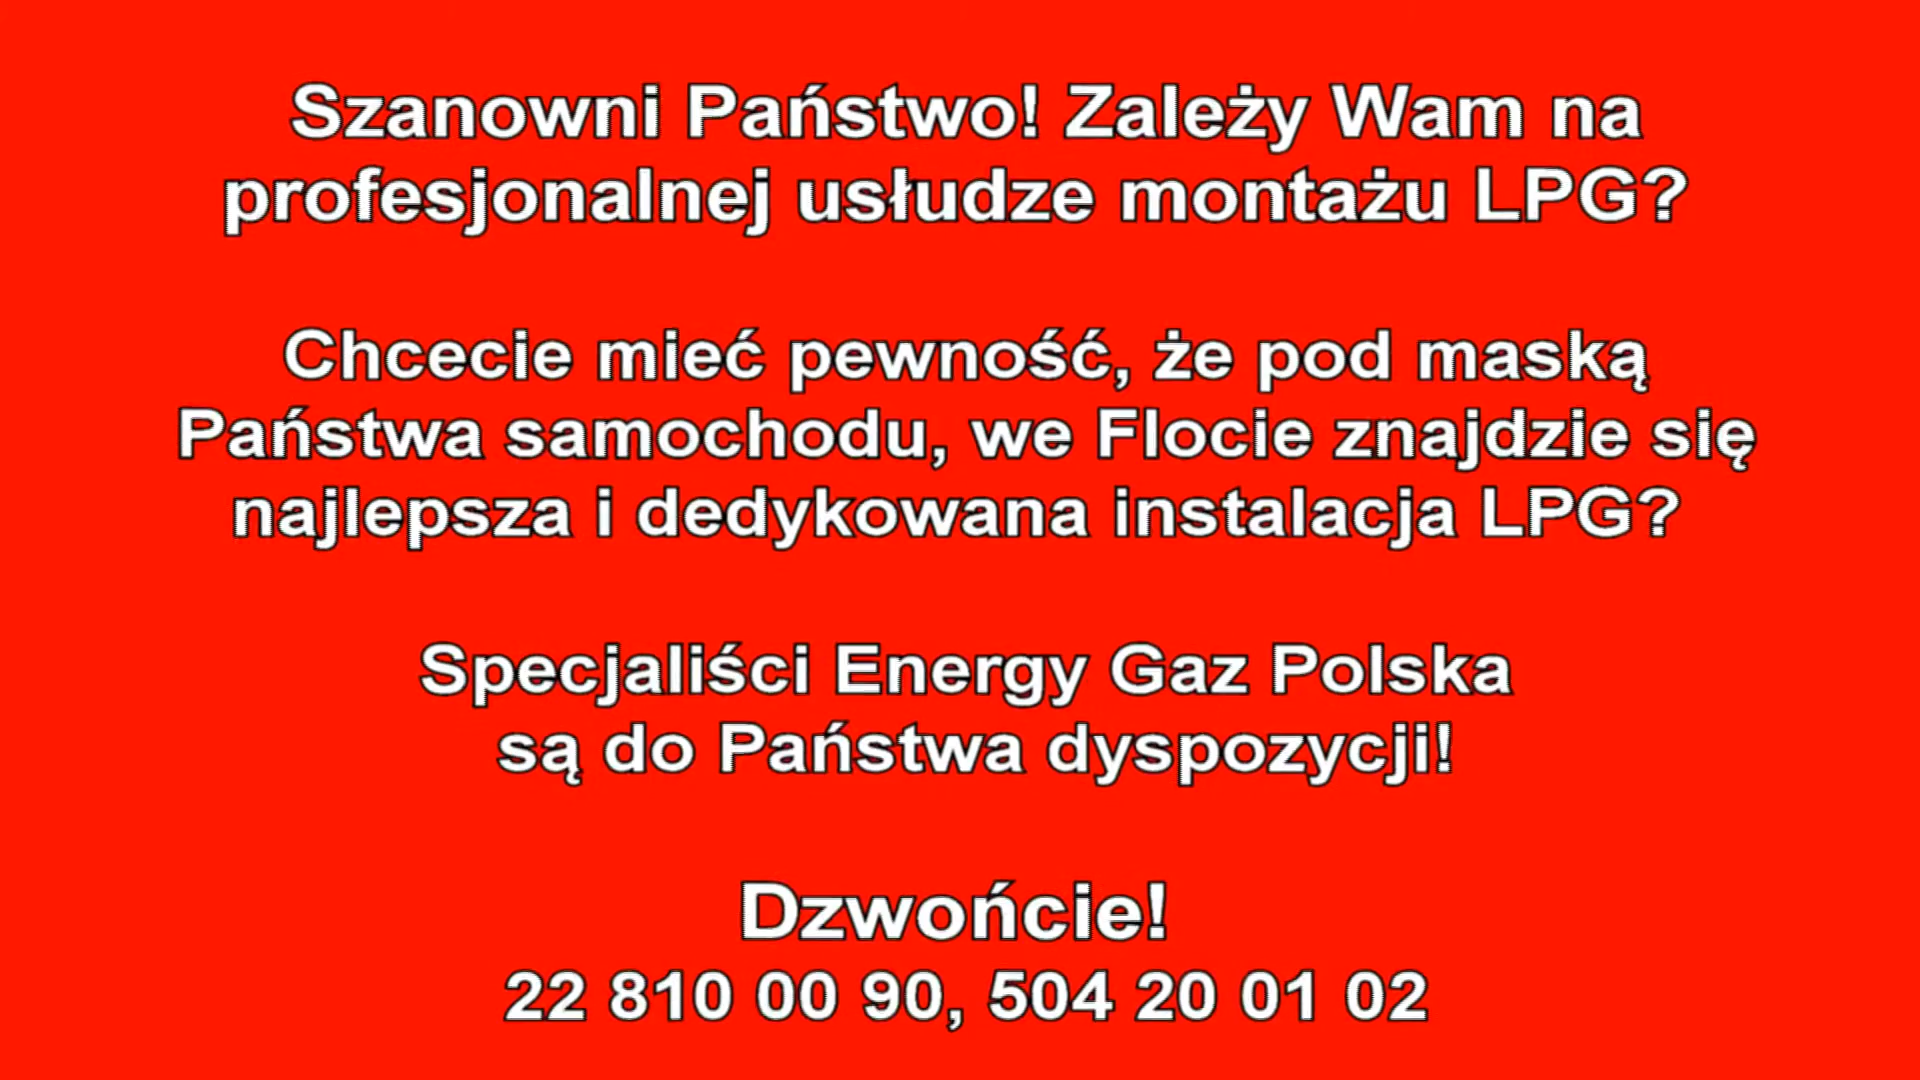 Szanowni Państwo! Zależy Wam na
profesjonalnej usłudze montażu LPG?
Chcecie mieć pewność, że pod maską
Państwa samochodu, we Flocie znajdzie się
najlepsza i dedykowana instalacja LPG?
Specjaliści Energy Gaz Polska
są do Państwa dyspozycji!
Dzwońcie!
22 810 00 90, 504 20 01 02